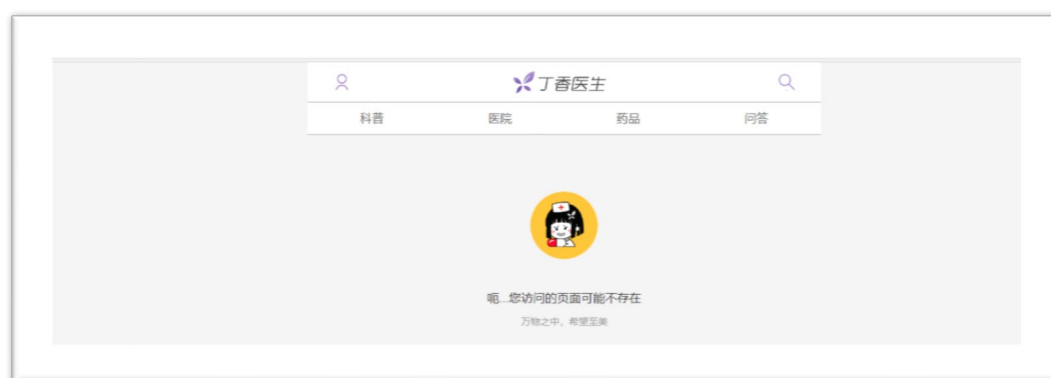 丁香医生
科普 医院 药品 问答
呃...您访问的页面可能不存在
万物之中，希望至美